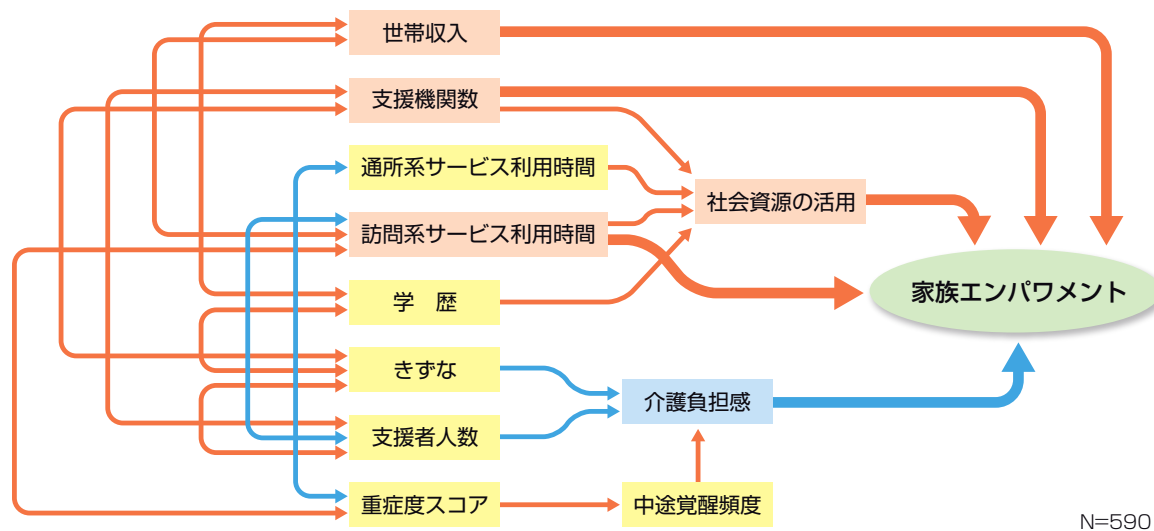 世帯収入
支援機関数
通所系サービス利用時間
社会資源の活用
訪問系サービス利用時間
家族エンパワメント
学　歴
きずな
介護負担感
支援者人数
重症度スコア
中途覚醒頻度
N=590